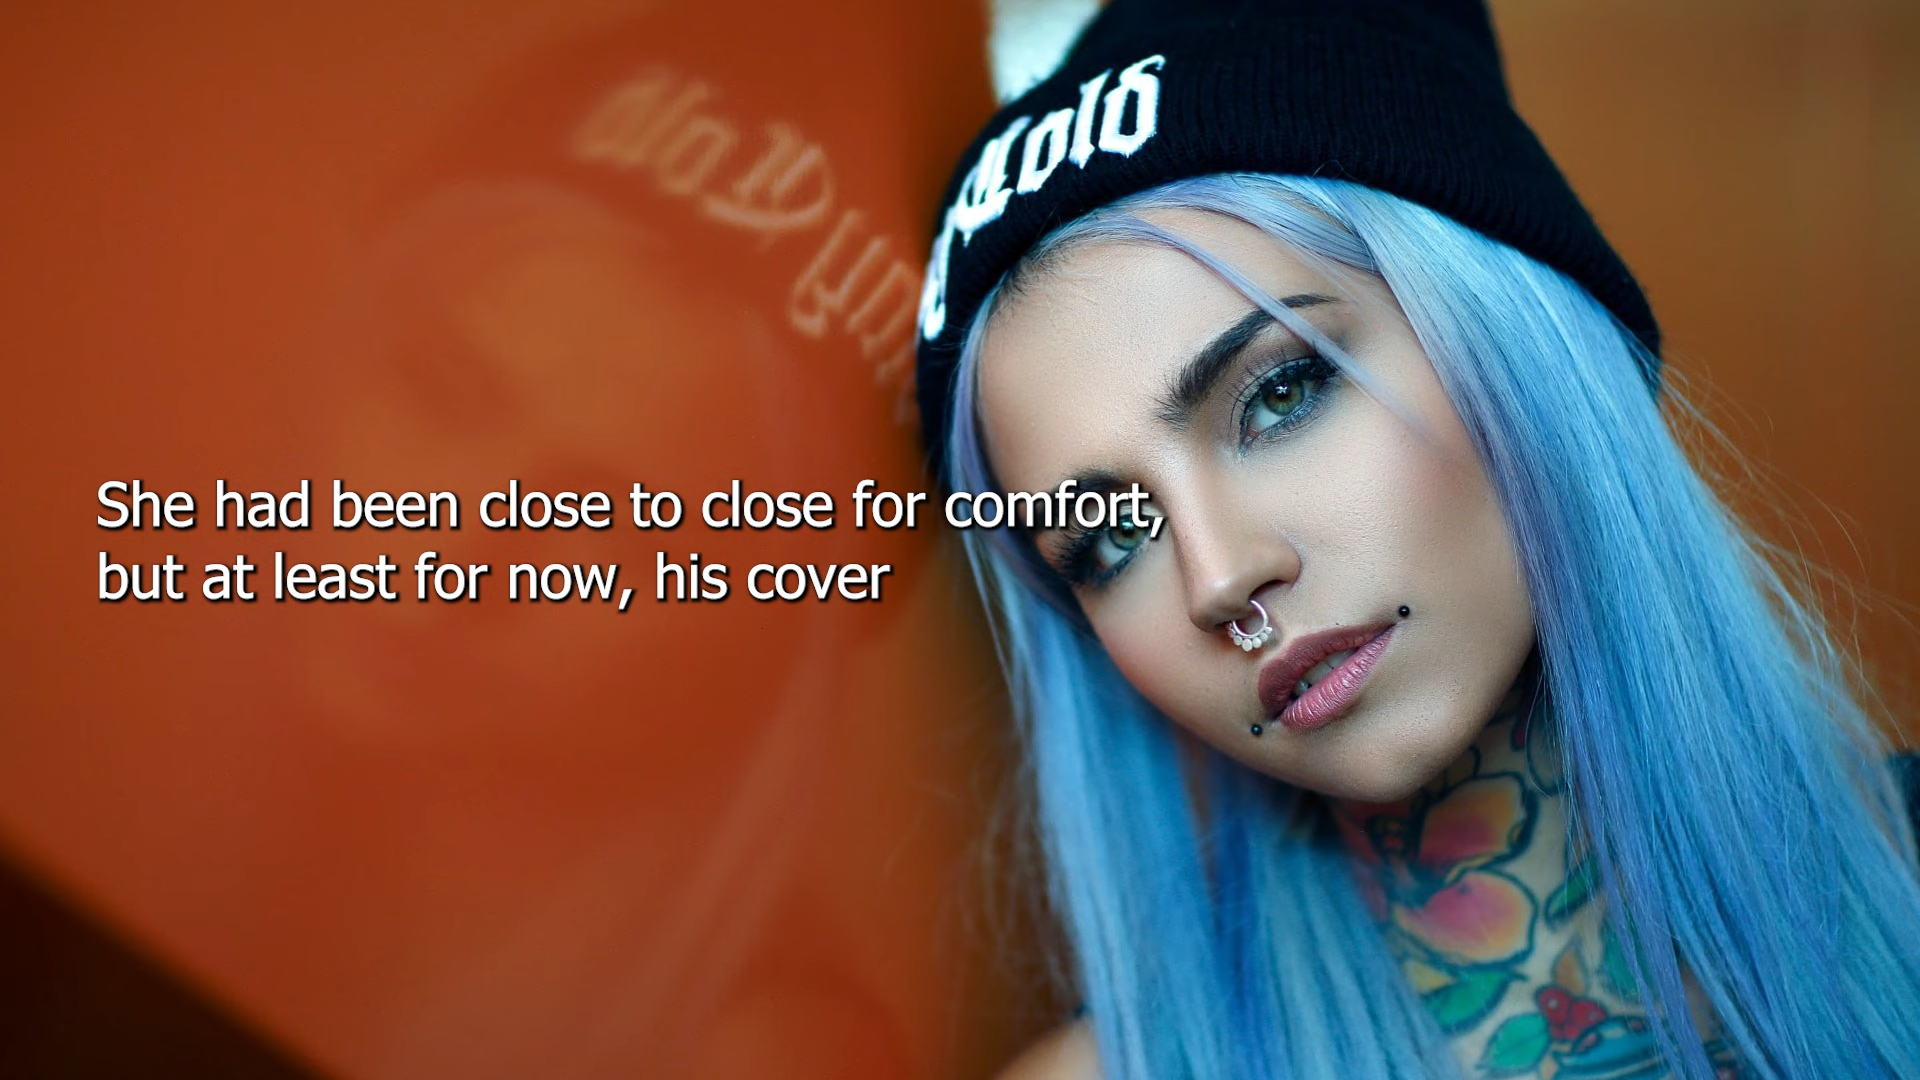 She had been close to close for comfort,
but at least for now, his cover